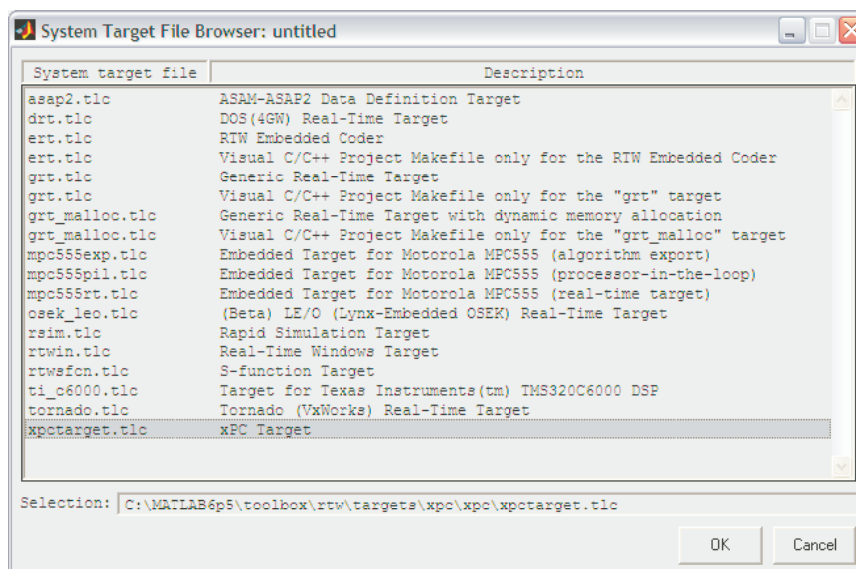 System Target File Browser: untitled
System target file Description
asap2.tlc ASAM-ASAP2 Data Definition Target
drt.tlc DOS(4GW) Real-Time Target
ert.tlc RTW Embedded Coder
ert.tlc Visual C/C++ Project Makefile only for the RTW Embedded Coder
grt.tlc Generic Real-Time Target
grt.tlc Visual C/C++ Project Makefile only for the "grt" target
grt_malloc.tlc Generic Real-Time Target with dynamic memory allocation
grt_malloc.tlc Visual C/C++ Project Makefile only for the "grt_malloc" target
mpc555exp.tlc Embedded Target for Motorola MPC555 (algorithm export)
mpc555pil.tlc Embedded Target for Motorola MPC555 (processor-in-the-loop)
mpc555rt.tlc Embedded Target for Motorola MPC555 (real-time target)
osek_leo.tlc (Beta) LE/O (Lynx-Embedded OSEK) Real-Time Target
rsim.tlc Rapid Simulation Target
rtwin.tlc Real-Time Windows Target
rtwsfcn.tlc S-function Target
ti_c6000.tlc Target for Texas Instruments(tm) TMS320C6000 DSP
tornado.tlc Tornado (VxWorks) Real-Time Target
xpctarget.tlc xPC Target
Selection: C:\MATLAB6p5\toolbox\rtw\targets\xpc\xpc\xpctarget.tlc
OK Cancel